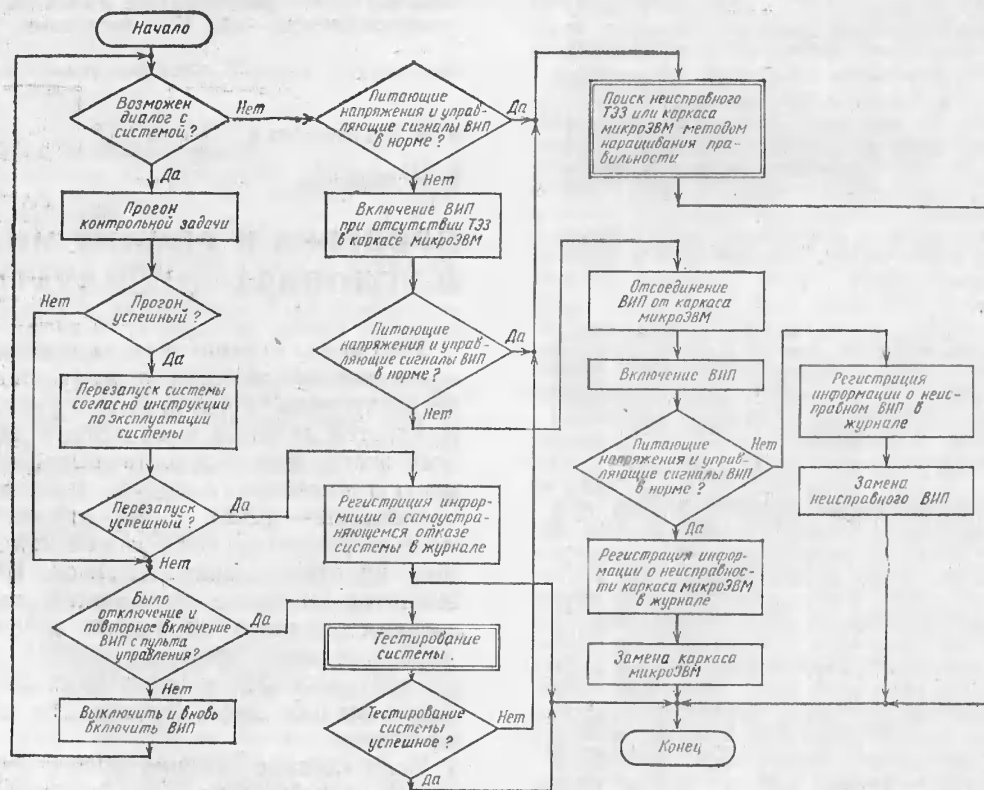 Начало
Возможен
диалог с
системой?
Нет
Да
Питающие
напряжения и управ-
ляющие сигналы ВИП
в норме?
Да
Нет
Поиск неисправного
ТЭЗ или каркаса
микроЭВМ методом
наращивания пра-
вильности
Прогон
контрольной задачи
Включение ВИП
при отсутствии ТЭЗ
в каркасе микроЭВМ
Прогон
успешный?
Нет
Да
Питающие
напряжения и управ-
ляющие сигналы ВИП
в норме?
Да
Нет
Отсоединение
ВИП от каркаса
микроЭВМ
Включение ВИП
Перезапуск системы
согласно инструкции
по эксплуатации
системы
Питающие
напряжения и управ-
ляющие сигналы ВИП
в норме?
Нет
Да
Регистрация
информации о неис-
правном ВИП в
журнале
Замена
неисправного ВИП
Перезапуск
успешный?
Да
Нет
Регистрация инфор-
мации о самоустра-
няющемся отказе
системы в журнале
Регистрация инфор-
мации о неисправнос-
ти каркаса микроЭВМ
в журнале
Было
отключение и
повторное включение
ВИП с пульта
управления?
Да
Нет
Тестирование
системы
Замена каркаса
микроЭВМ
Выключить и вновь
включить ВИП
Тестирование
системы
успешное?
Нет
Да
Конец